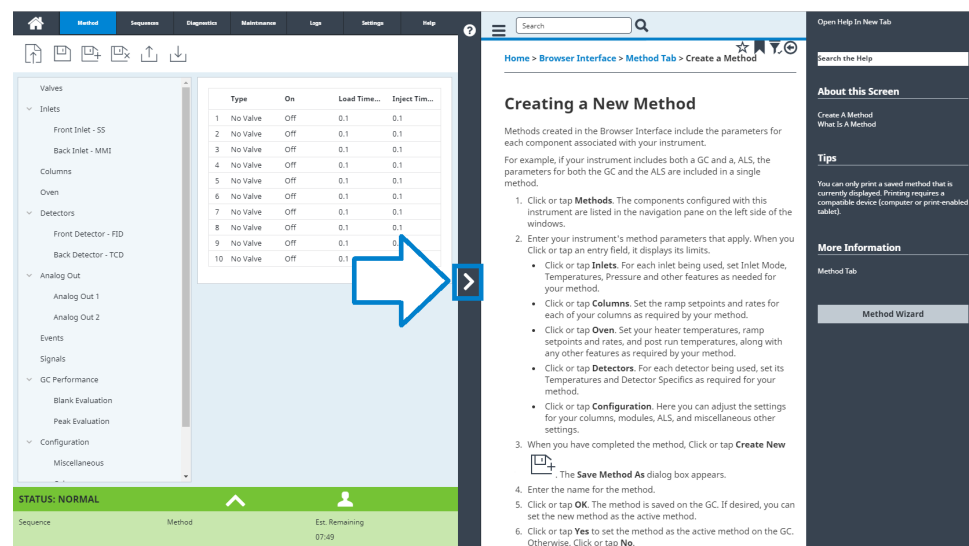 Method Sequences Diagnostics Maintenance Logs Settings Help
Valves
Inlets
Front Inlet - SS
Back Inlet - MMI
Columns
Oven
Detectors
Front Detector - FID
Back Detector - TCD
Analog Out
Analog Out 1
Analog Out 2
Events
Signals
GC Performance
Blank Evaluation
Peak Evaluation
Configuration
Miscellaneous
Type On Load Time... Inject Tim...
1 No Valve Off 0.1 0.1
2 No Valve Off 0.1 0.1
3 No Valve Off 0.1 0.1
4 No Valve Off 0.1 0.1
5 No Valve Off 0.1 0.1
6 No Valve Off 0.1 0.1
7 No Valve Off 0.1 0.1
8 No Valve Off 0.1 0.1
9 No Valve Off 0.1
10 No Valve Off 0.1
STATUS: NORMAL
Sequence Method Est. Remaining
07:49
?
Search
Home > Browser Interface > Method Tab > Create a Method
Creating a New Method
Methods created in the Browser Interface include the parameters for
each component associated with your instrument.
For example, if your instrument includes both a GC and a, ALS, the
parameters for both the GC and the ALS are included in a single
method.
1. Click or tap Methods. The components configured with this
instrument are listed in the navigation pane on the left side of the
windows.
2. Enter your instrument's method parameters that apply. When you
Click or tap an entry field, it displays its limits.
• Click or tap Inlets. For each inlet being used, set Inlet Mode,
Temperatures, Pressure and other features as needed for
your method.
• Click or tap Columns. Set the ramp setpoints and rates for
each of your columns as required by your method.
• Click or tap Oven. Set your heater temperatures, ramp
setpoints and rates, and post run temperatures, along with
any other features as required by your method.
• Click or tap Detectors. For each detector being used, set its
Temperatures and Detector Specifics as required for your
method.
• Click or tap Configuration. Here you can adjust the settings
for your columns, modules, ALS, and miscellaneous other
settings.
3. When you have completed the method, Click or tap Create New
. The Save Method As dialog box appears.
4. Enter the name for the method.
5. Click or tap OK. The method is saved on the GC. If desired, you can
set the new method as the active method.
6. Click or tap Yes to set the method as the active method on the GC.
Otherwise, Click or tap No.
Open Help In New Tab
Search the Help
About this Screen
Create A Method
What Is A Method
Tips
You can only print a saved method that is
currently displayed. Printing requires a
compatible device (computer or print-enabled
tablet).
More Information
Method Tab
Method Wizard